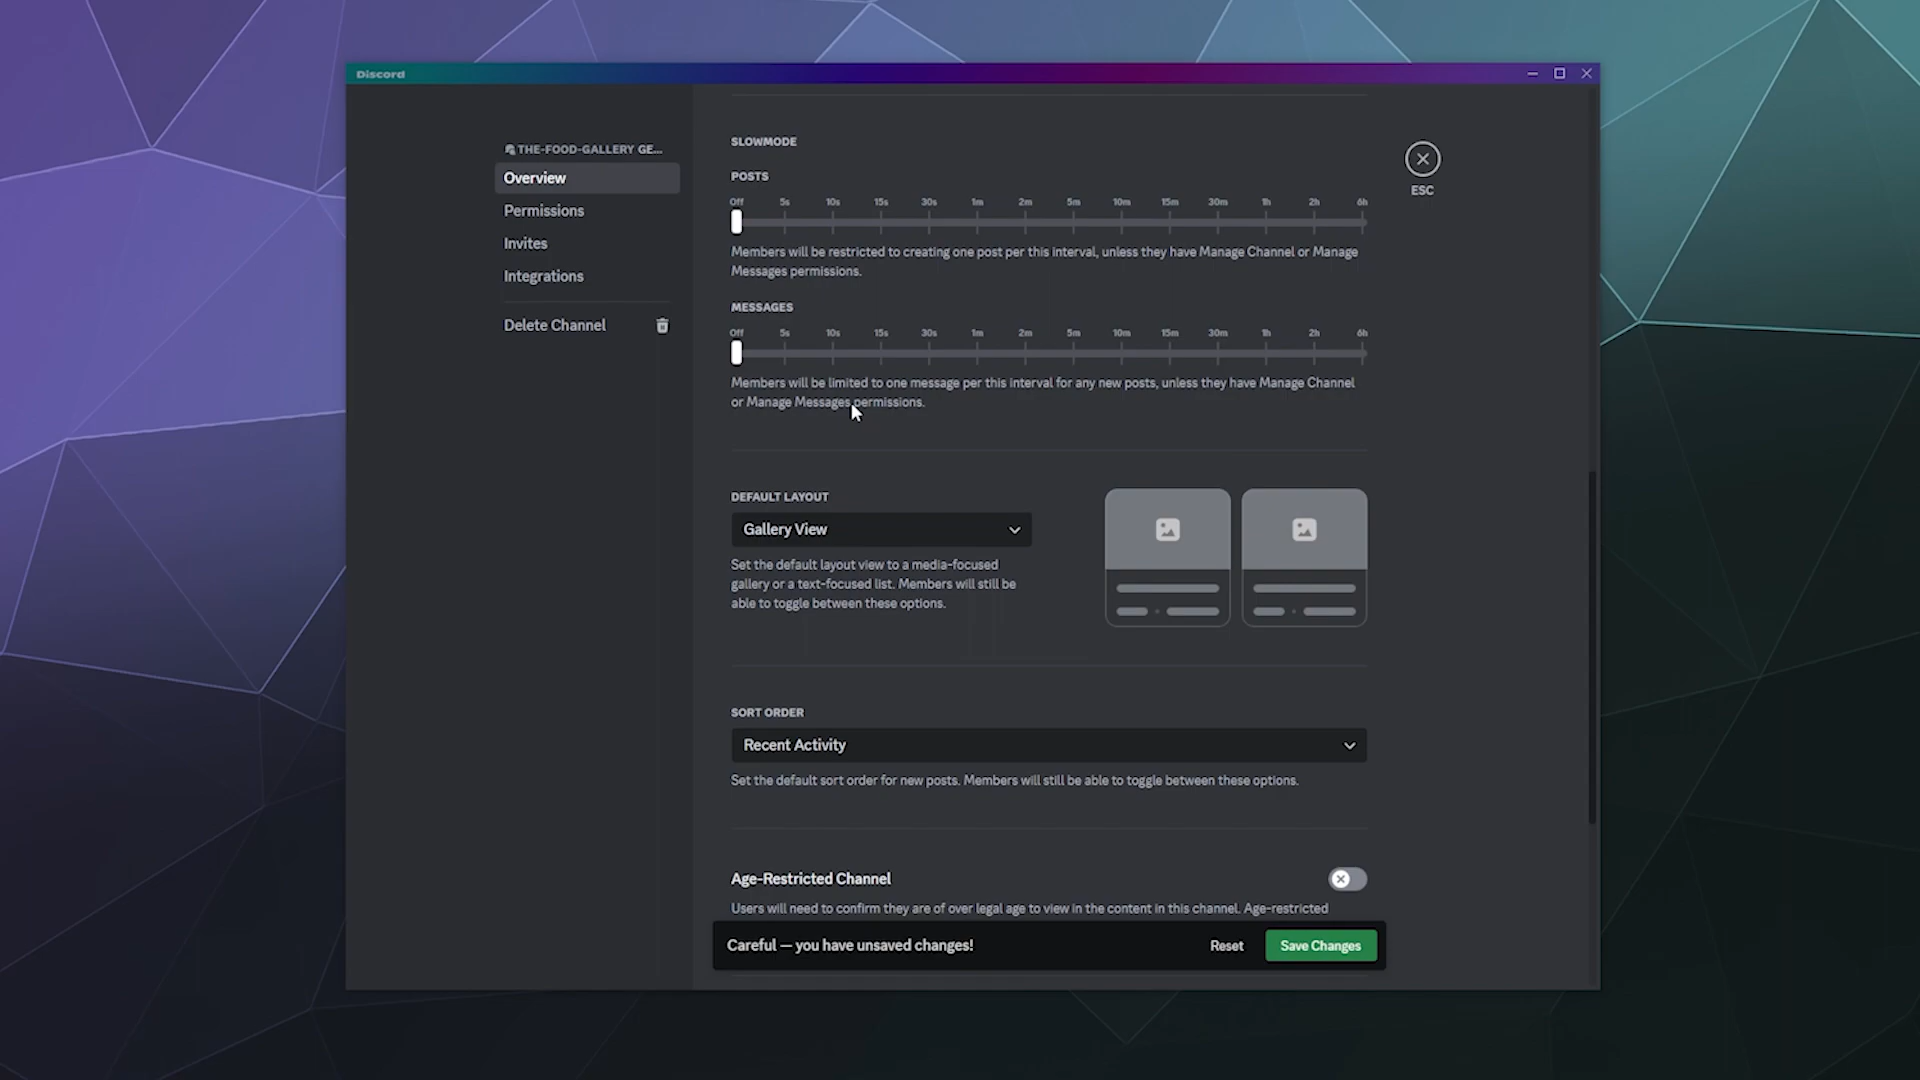 Discord
THE-FOOD-GALLERY GE...
Overview
Permissions
Invites
Integrations
Delete Channel
SLOWMODE
POSTS
Off 5s 10s 15s 30s 1m 2m 5m 10m 15m 30m 1h 2h 6h
Members will be restricted to creating one post per this interval, unless they have Manage Channel or Manage
Messages permissions.
MESSAGES
Off 5s 10s 15s 30s 1m 2m 5m 10m 15m 30m 1h 2h 6h
Members will be limited to one message per this interval for any new posts, unless they have Manage Channel
or Manage Messages permissions.
DEFAULT LAYOUT
Gallery View
Set the default layout view to a media-focused
gallery or a text-focused list. Members will still be
able to toggle between these options.
SORT ORDER
Recent Activity
Set the default sort order for new posts. Members will still be able to toggle between these options.
Age-Restricted Channel
Users will need to confirm they are of over legal age to view in the content in this channel. Age-restricted
Careful — you have unsaved changes!
Reset
Save Changes
ESC